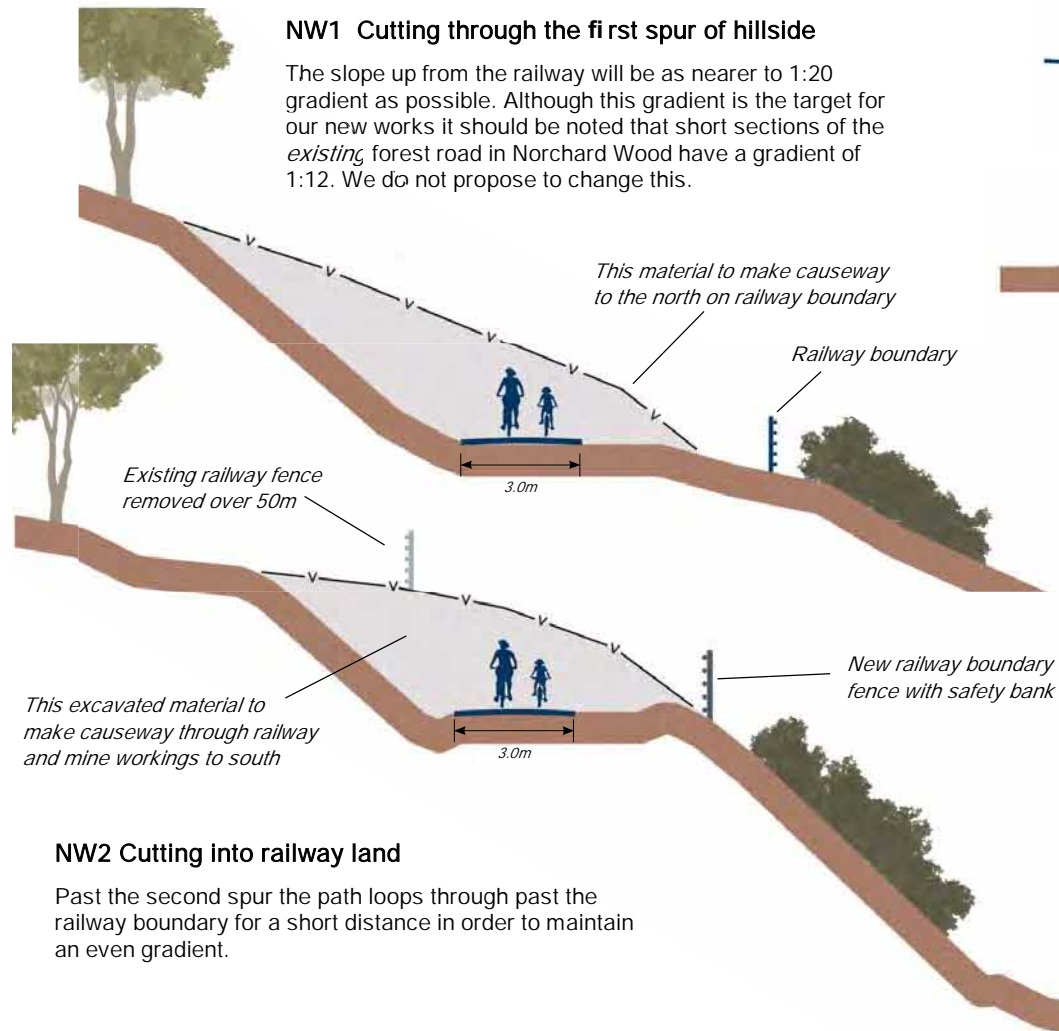 NW1 Cutting through the first spur of hillside
The slope up from the railway will be as nearer to 1:20
gradient as possible. Although this gradient is the target for
our new works it should be noted that short sections of the
existing forest road in Norchard Wood have a gradient of
1:12. We do not propose to change this.
This material to make causeway
to the north on railway boundary
Railway boundary
3.0m
Existing railway fence
removed over 50m
New railway boundary
fence with safety bank
This excavated material to
make causeway through railway
and mine workings to south
3.0m
NW2 Cutting into railway land
Past the second spur the path loops through past the
railway boundary for a short distance in order to maintain
an even gradient.